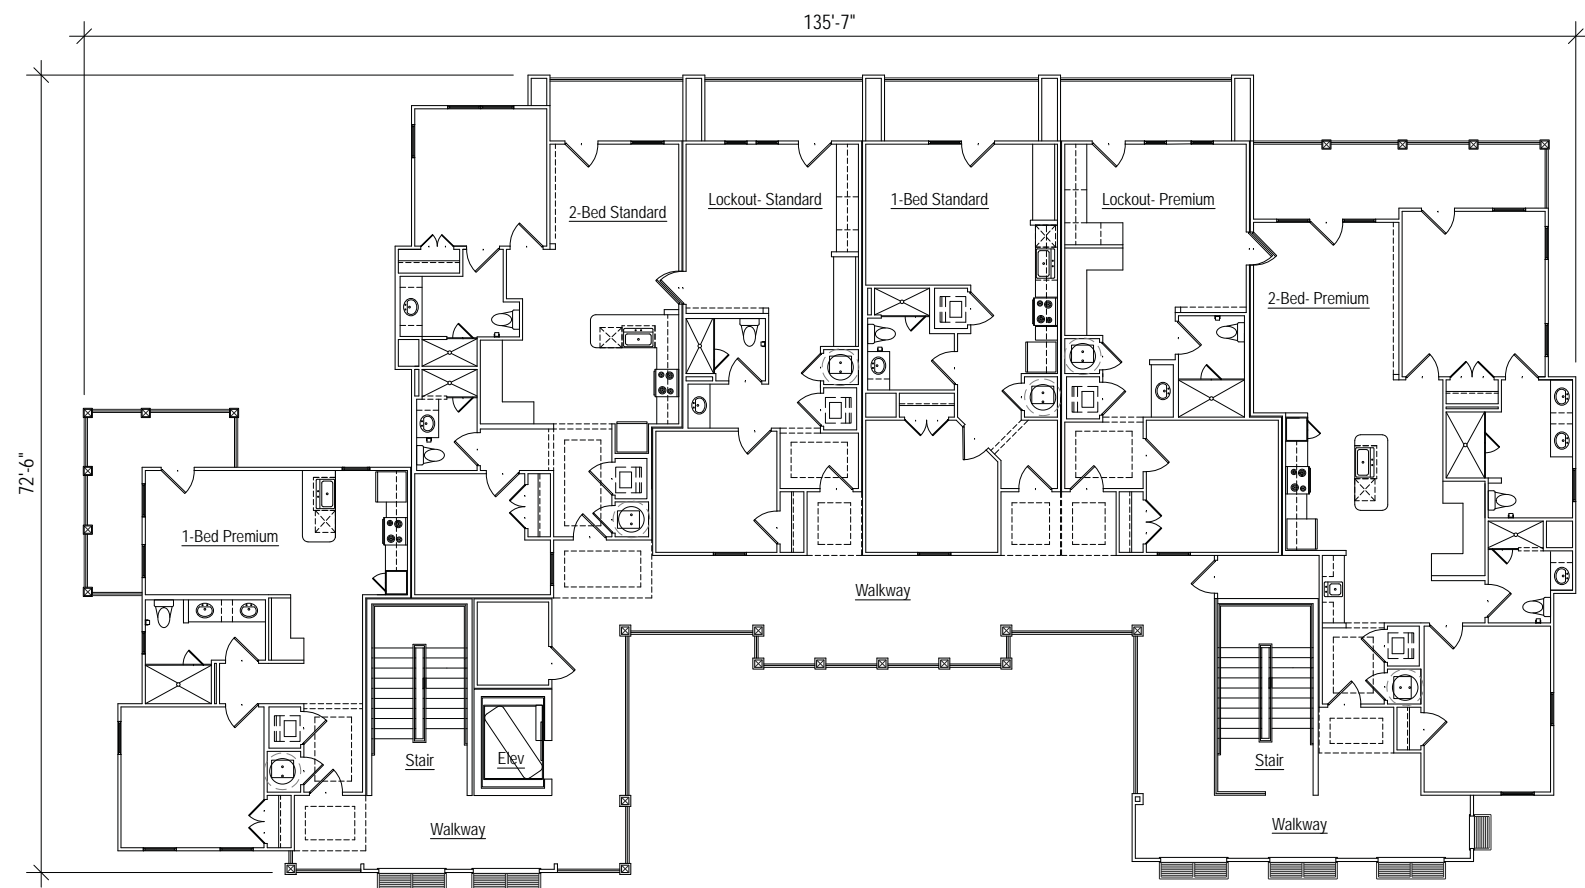 135'-7"
72'-6"
2-Bed Standard
Lockout- Standard
1-Bed Standard
Lockout- Premium
2-Bed- Premium
1-Bed Premium
Walkway
Stair
Elev
Stair
Walkway
Walkway